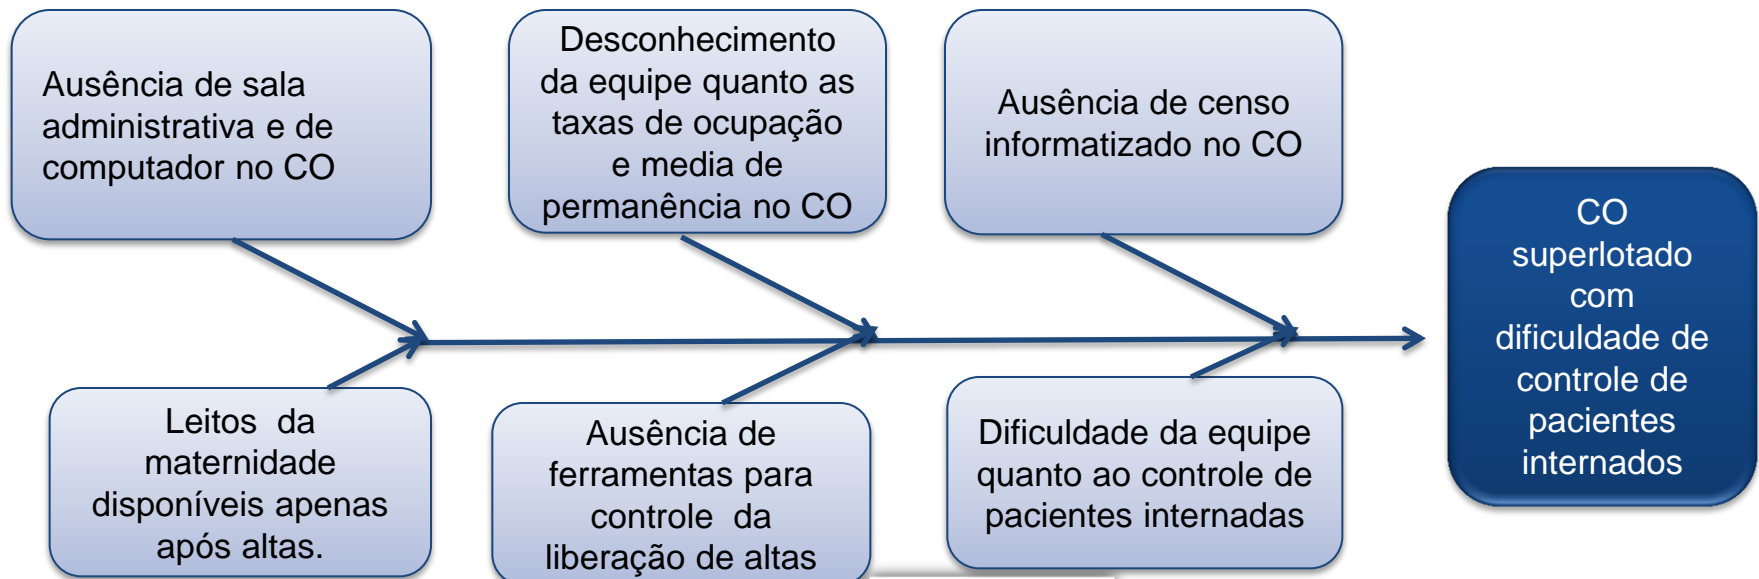 Ausência de sala
administrativa e de
computador no CO
Desconhecimento
da equipe quanto as
taxas de ocupação
e media de
permanência no CO
Ausência de censo
informatizado no CO
CO
superlotado
com
dificuldade de
controle de
pacientes
internados
Leitos da
maternidade
disponíveis apenas
após altas.
Ausência de
ferramentas para
controle da
liberação de altas
Dificuldade da equipe
quanto ao controle de
pacientes internadas